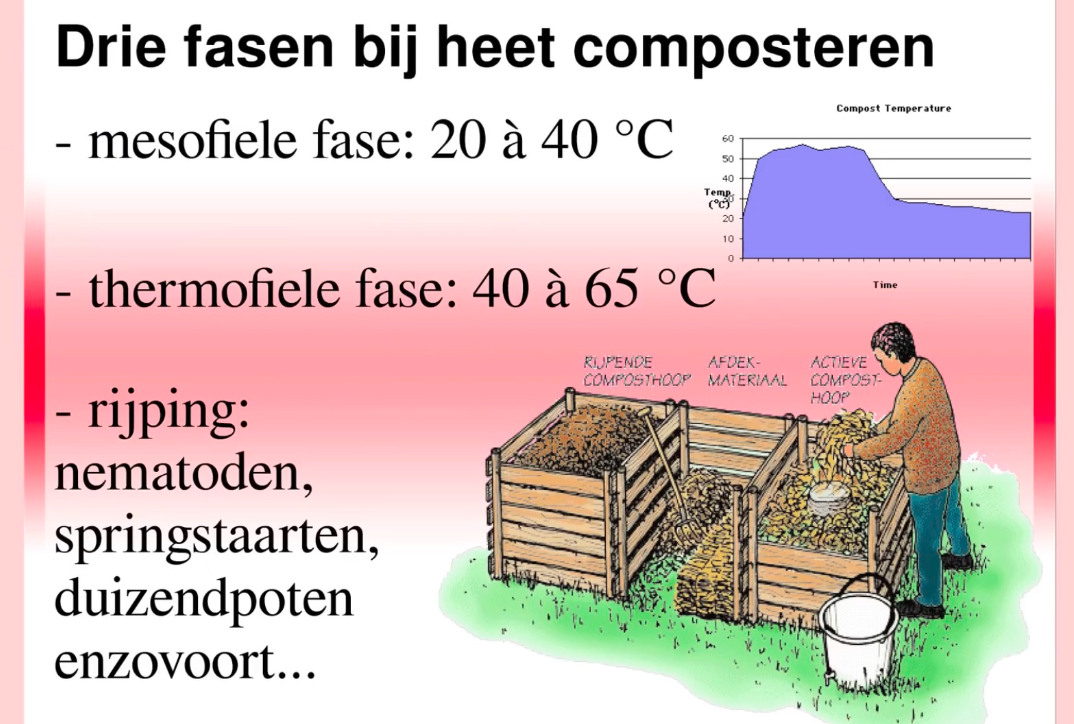 Drie fasen bij heet composteren
- mesofiele fase: 20 à 40 °C
Compost Temperature
60
50
40
30
20
10
0
Temp.
(°C)
Time
- thermofiele fase: 40 à 65 °C
- rijping:
nematoden,
springstaarten,
duizendpoten
enzovoort...
RIJPENDE
COMPOSTHOOP
AFDEK-
MATERIAAL
ACTIEVE
COMPOST-
HOOP